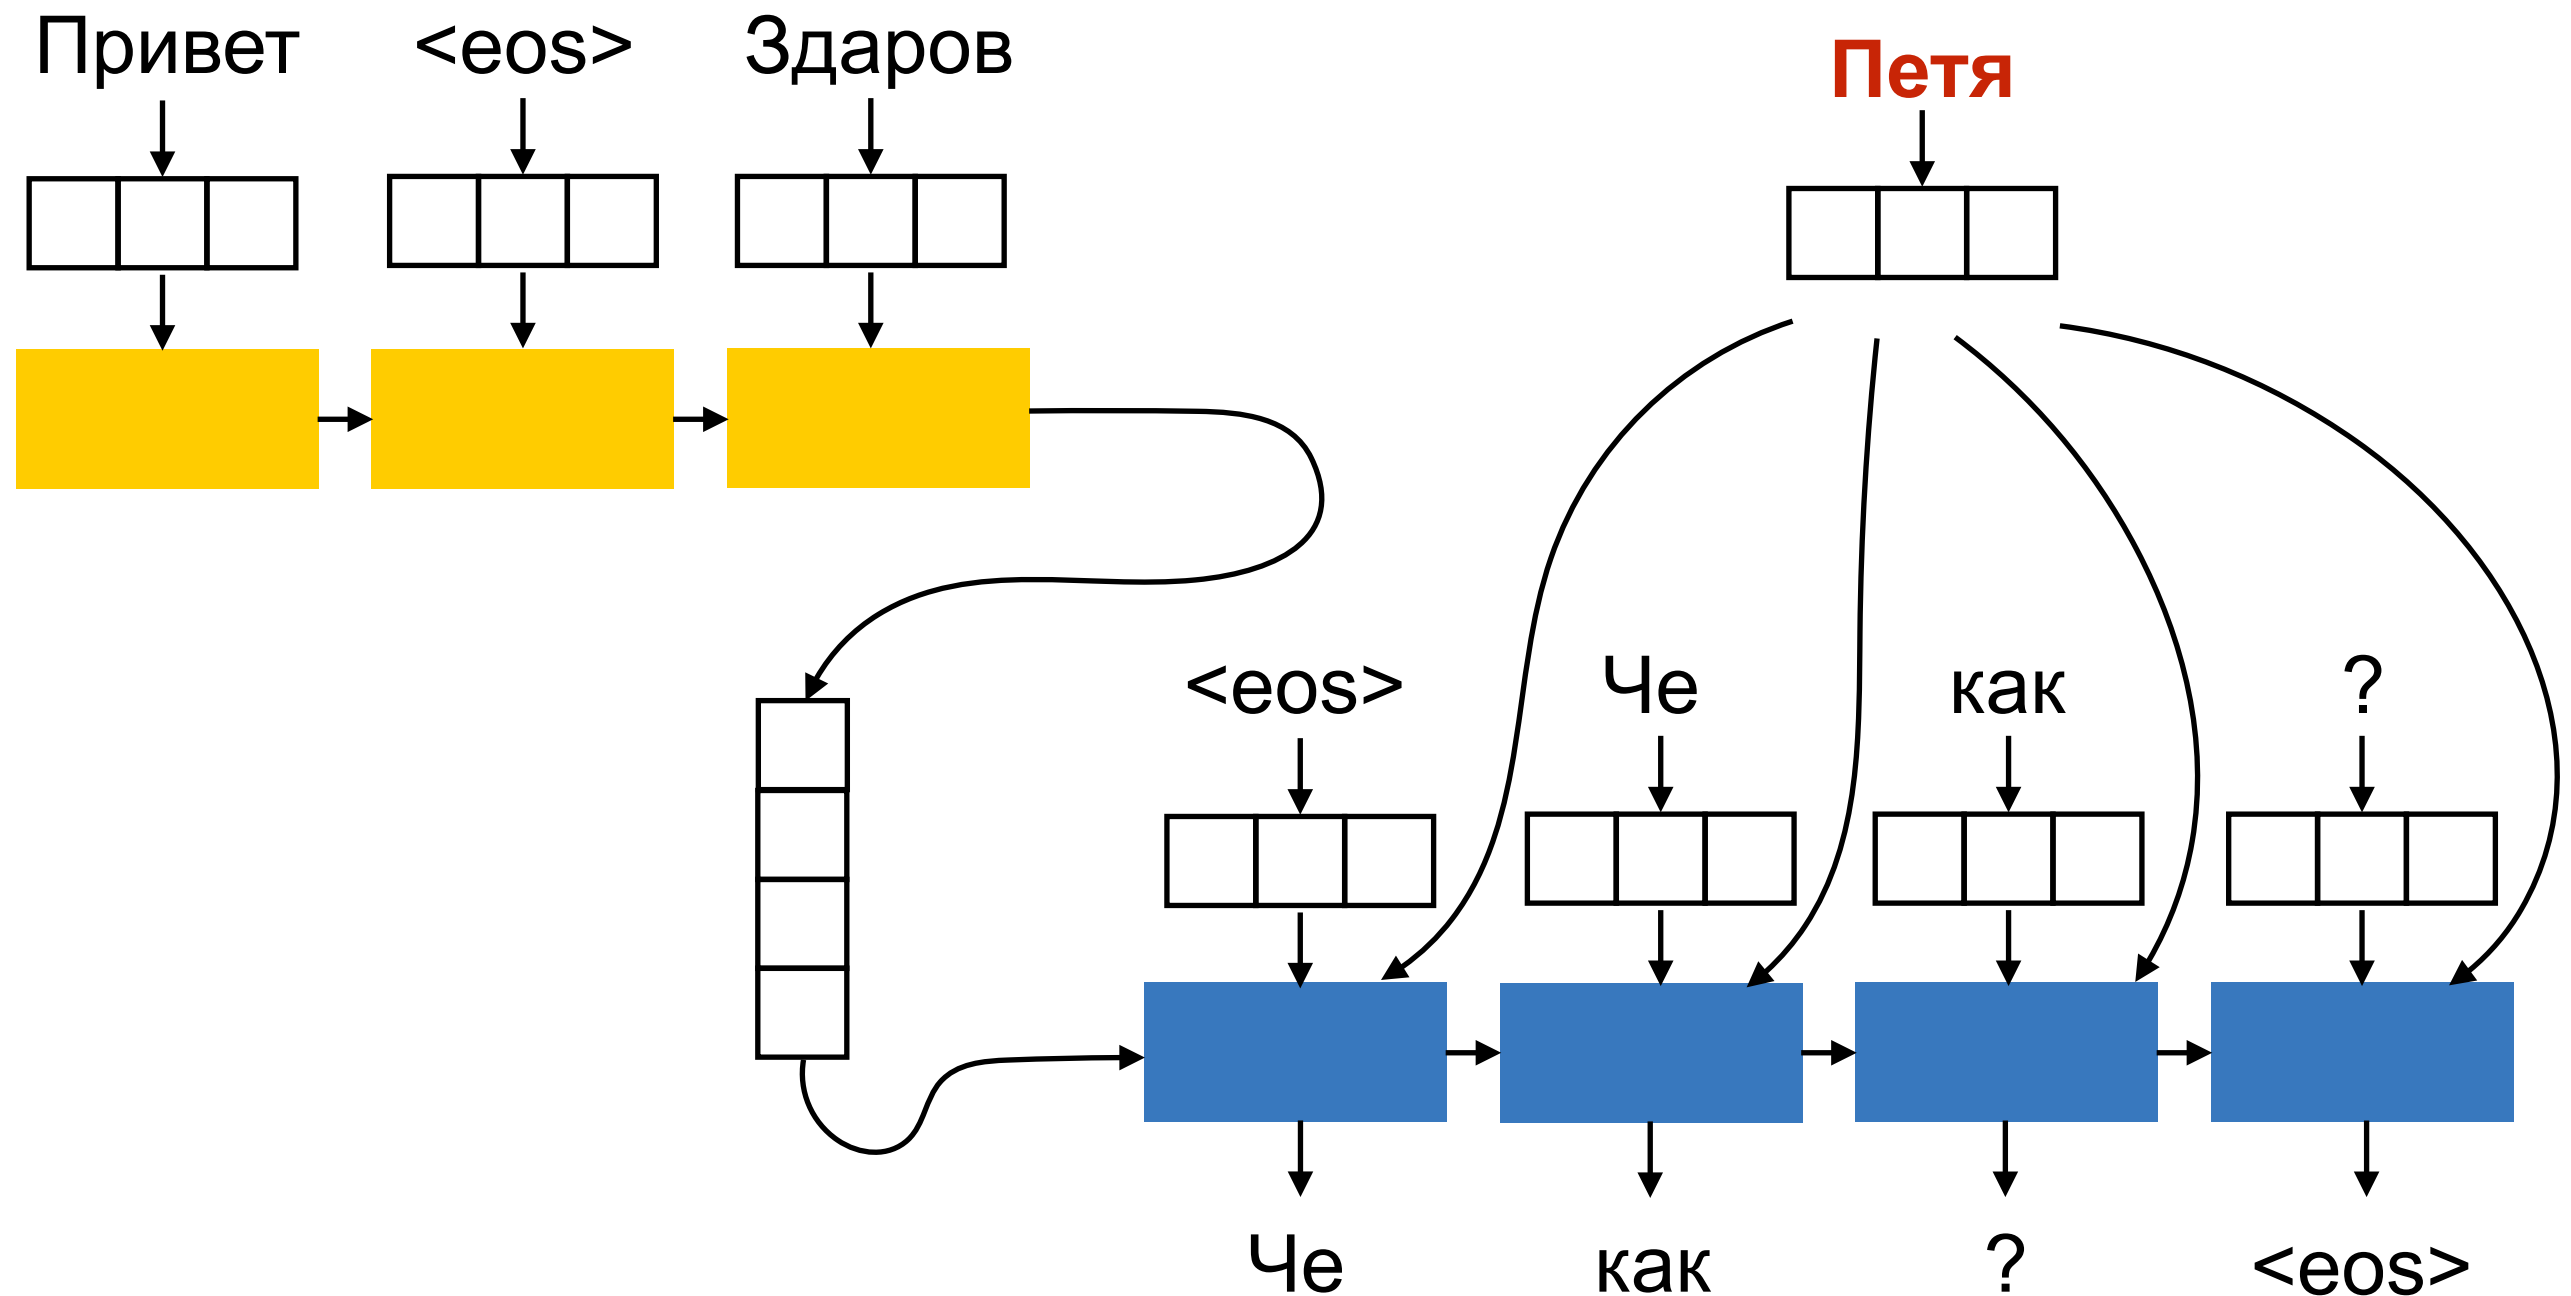 Привет <eos> Здаров
Петя
<eos> Че как ?
Че как ? <eos>